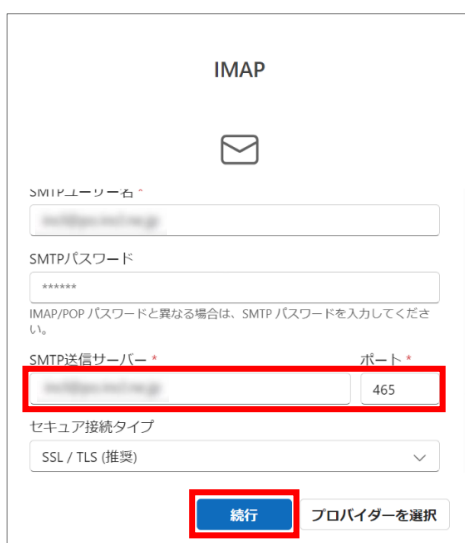 IMAP
SMTPユーザー名 *
SMTPパスワード
******
IMAP/POP パスワードと異なる場合は、SMTP パスワードを入力してくださ
い。
SMTP送信サーバー * ポート *
465
セキュア接続タイプ
SSL / TLS (推奨)
続行 プロバイダーを選択